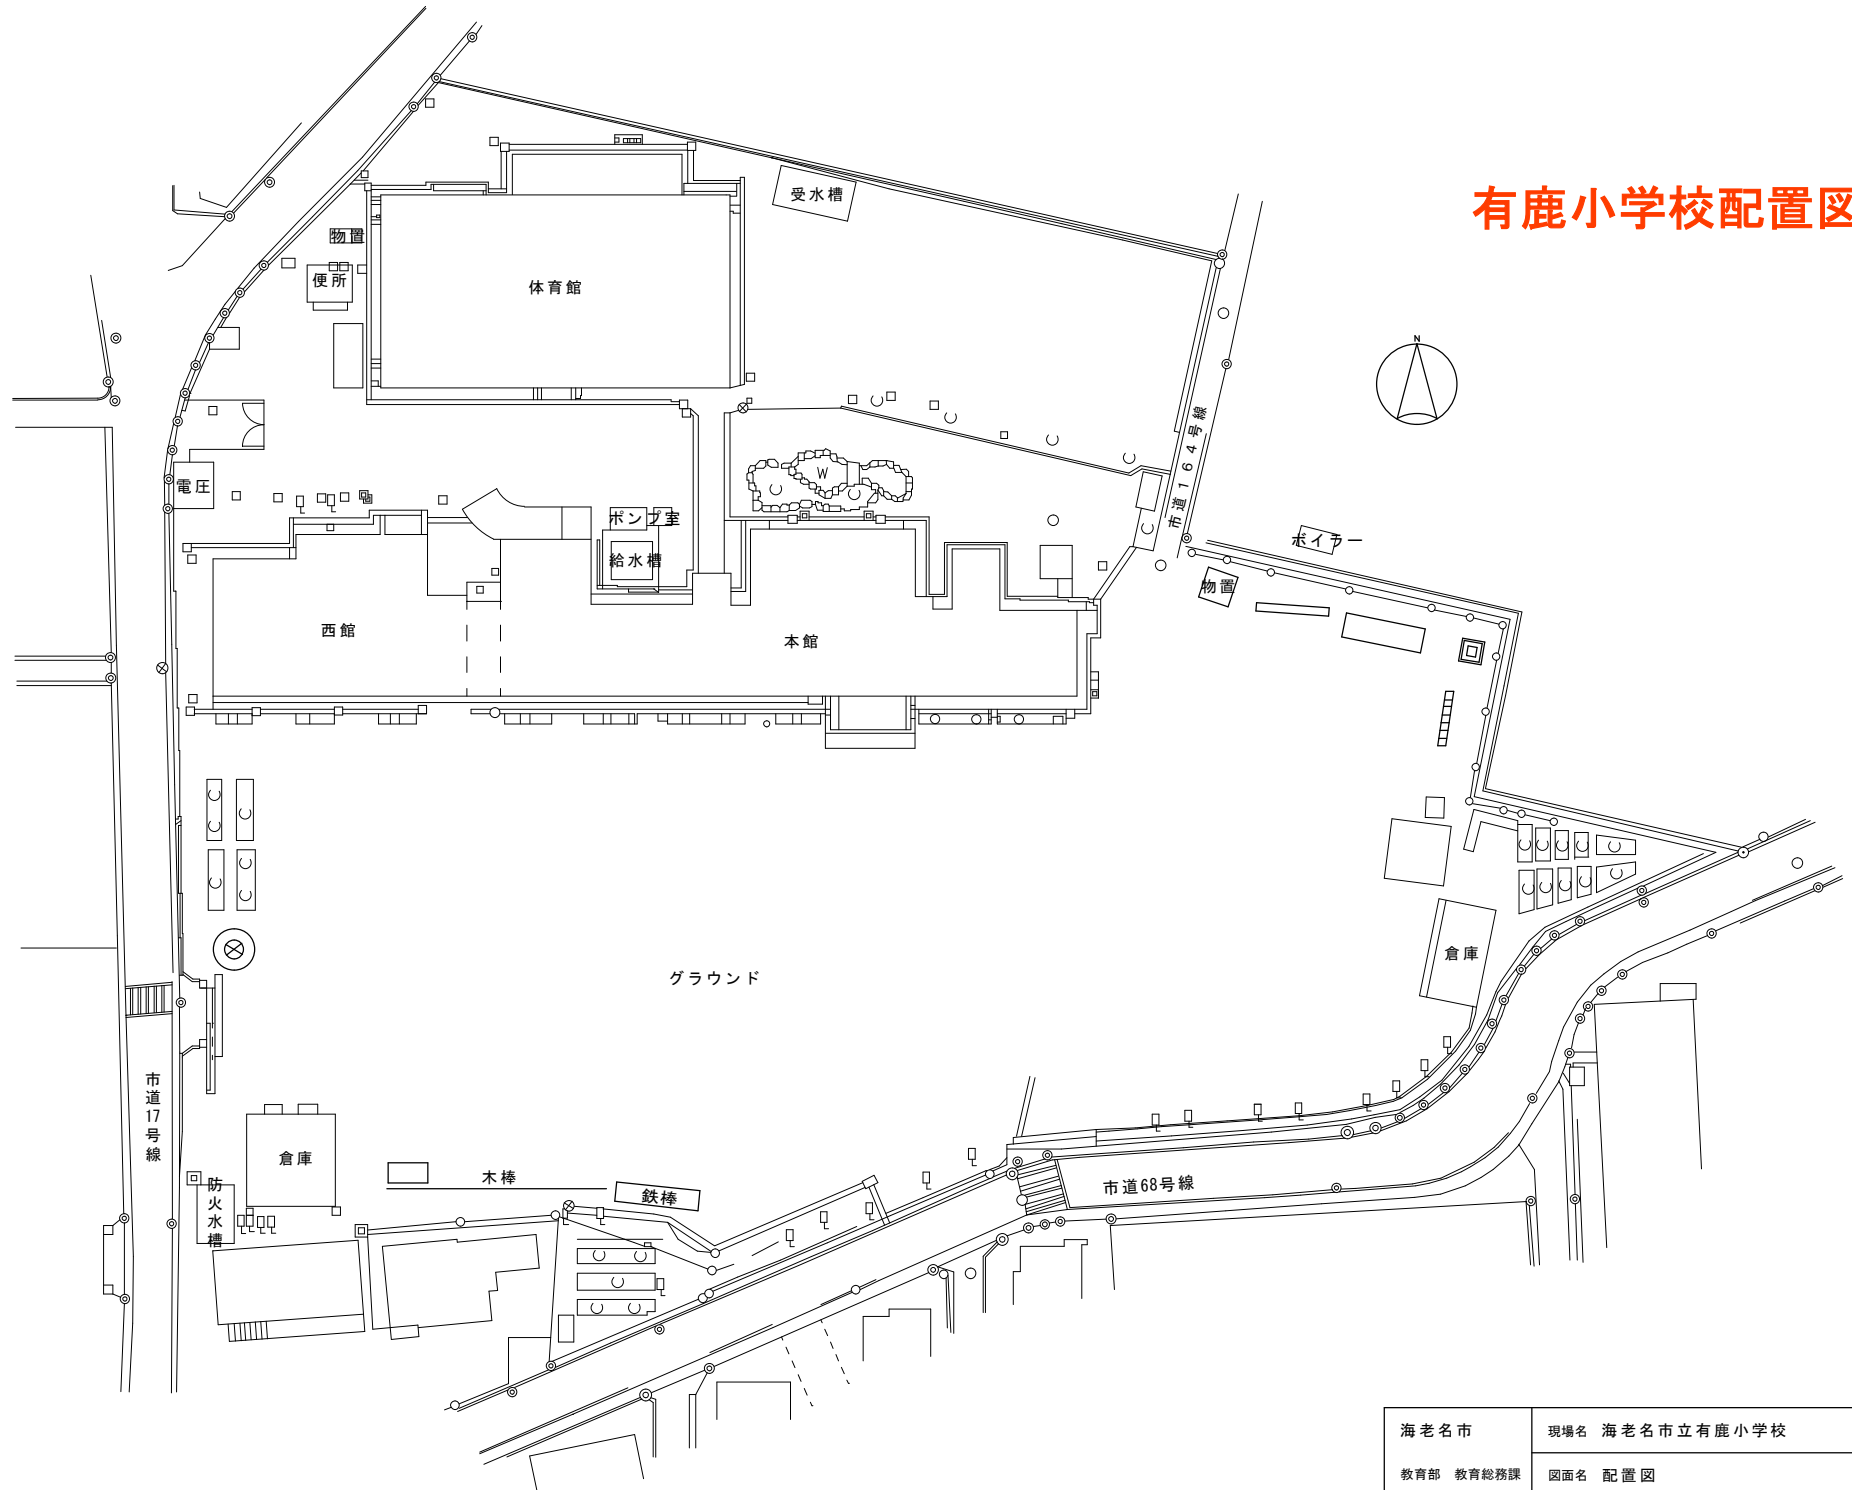 有鹿小学校配置図
N
受水槽
物置
便所
体育館
市道164号線
電圧
W
ポンプ室
給水槽
ボイラー
物置
西館
本館
倉庫
グラウンド
市道17号線
倉庫
防火水槽
木棒
鉄棒
市道68号線
海老名市
現場名 海老名市立有鹿小学校
教育部 教育総務課
図面名 配置図